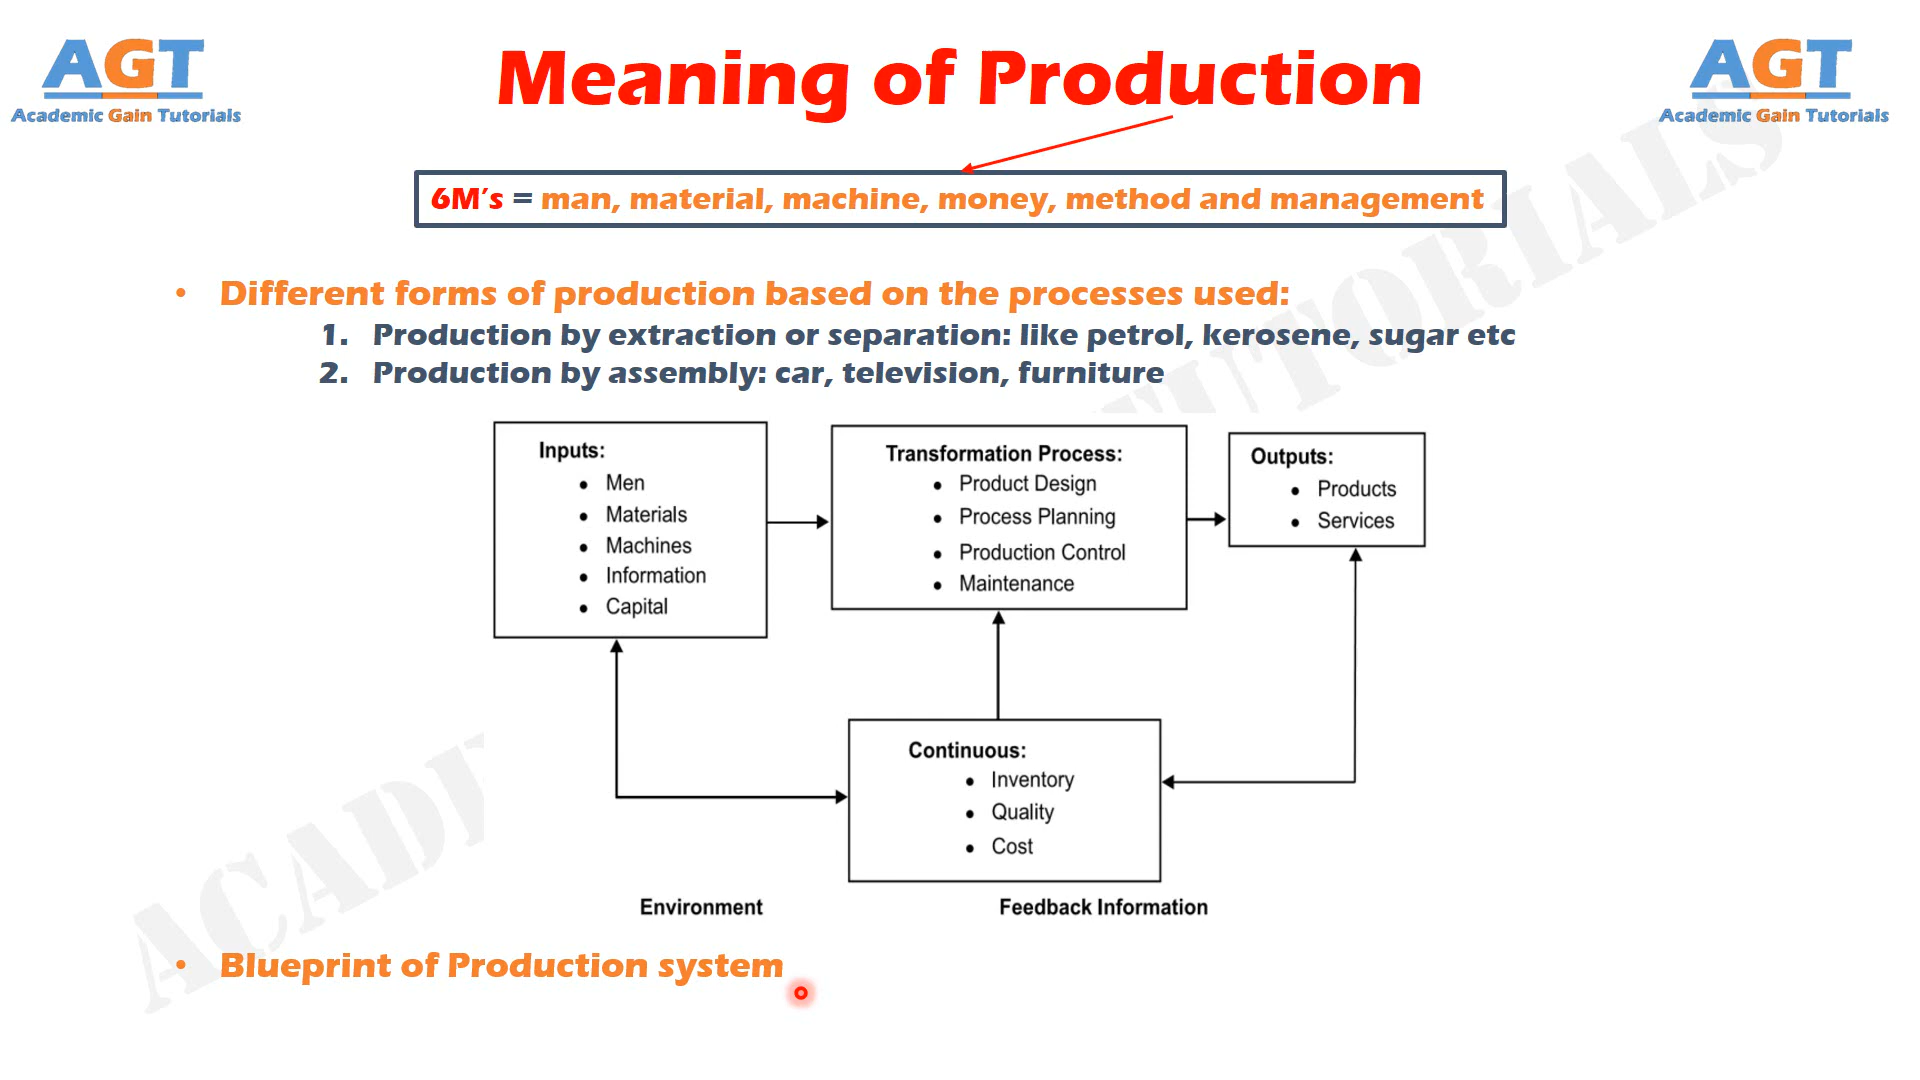 AGT
Academic Gain Tutorials
Meaning of Production
AGT
Academic Gain Tutorials
6M's = man, material, machine, money, method and management
• Different forms of production based on the processes used:
1. Production by extraction or separation: like petrol, kerosene, sugar etc
2. Production by assembly: car, television, furniture
Inputs:
• Men
• Materials
• Machines
• Information
• Capital
Transformation Process:
• Product Design
• Process Planning
• Production Control
• Maintenance
Outputs:
• Products
• Services
Continuous:
• Inventory
• Quality
• Cost
Environment
Feedback Information
• Blueprint of Production system